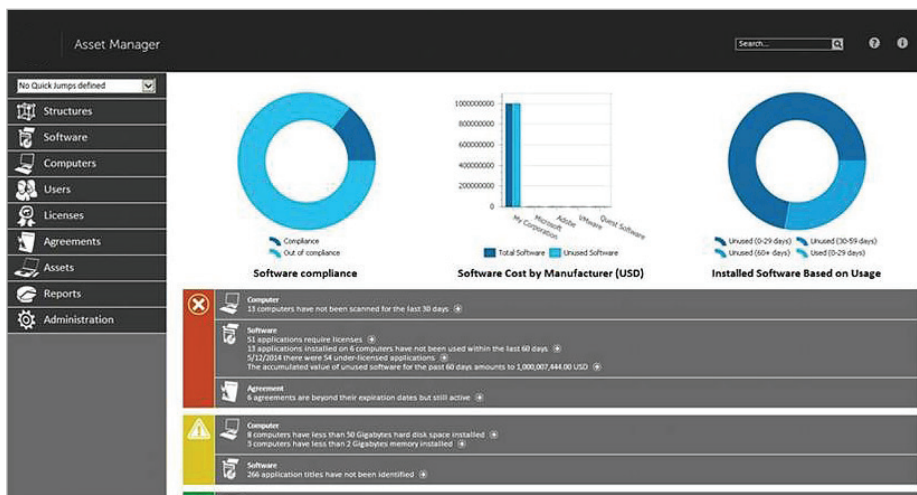 Asset Manager
Search...
No Quick Jumps defined
Structures
Software
Computers
Users
Licenses
Agreements
Assets
Reports
Administration
Compliance
Out of compliance
Software compliance
1000000000
800000000
600000000
400000000
200000000
0
My Corporation
Microsoft
Adobe
VMware
Quest Software
Total Software Unused Software
Software Cost by Manufacturer (USD)
Unused (0-29 days) Unused (30-59 days)
Unused (60+ days) Used (0-29 days)
Installed Software Based on Usage
Computer
13 computers have not been scanned for the last 30 days
Software
51 applications require licenses
13 applications installed on 6 computers have not been used within the last 60 days
5/12/2014 there were 54 under-licensed applications
The accumulated value of unused software for the past 60 days amounts to 1,000,007,444.00 USD
Agreement
6 agreements are beyond their expiration dates but still active
Computer
8 computers have less than 50 Gigabytes hard disk space installed
3 computers have less than 2 Gigabytes memory installed
Software
266 application titles have not been identified